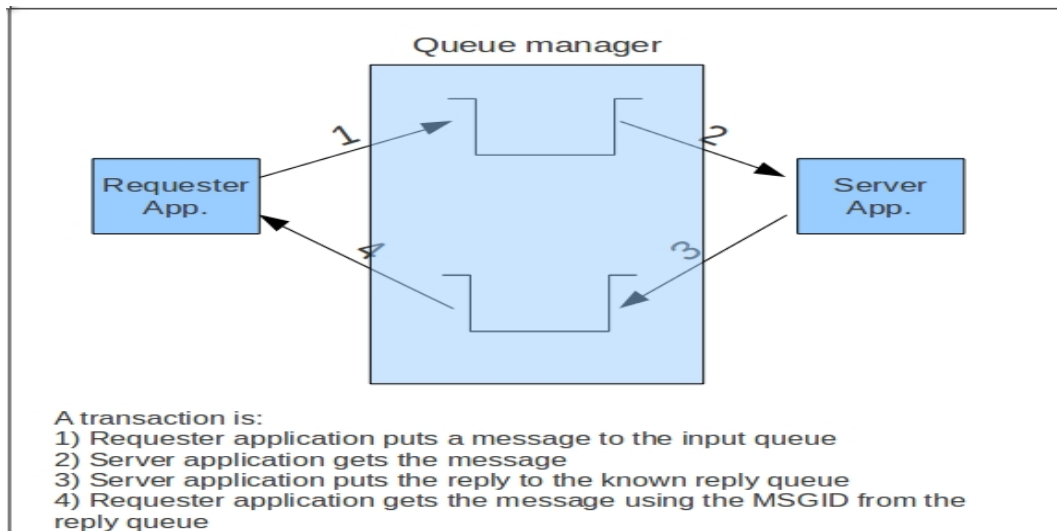 Queue manager
1
2
Requester
App.
Server
App.
4
3
A transaction is:
1) Requester application puts a message to the input queue
2) Server application gets the message
3) Server application puts the reply to the known reply queue
4) Requester application gets the message using the MSGID from the
reply queue